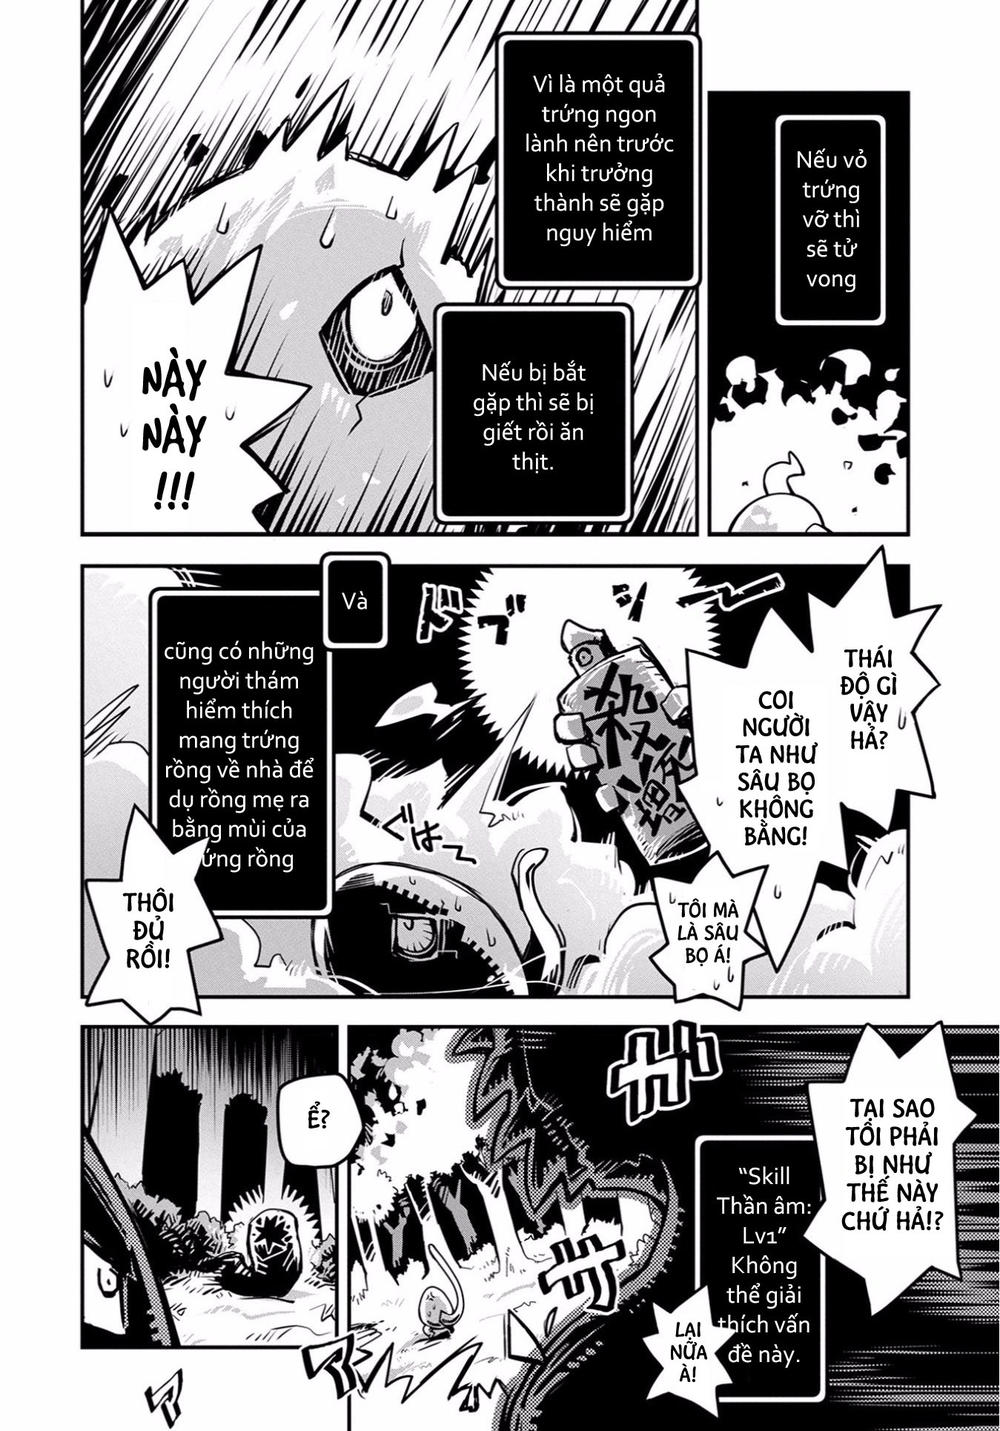 Nếu vỏ
trứng
vỡ thì
sẽ tử
vong
Vì là một quả
trứng ngon
lành nên trước
khi trưởng
thành sẽ gặp
nguy hiểm
Nếu bị bắt
gặp thì sẽ bị
giết rồi ăn
thịt.
NÀY
NÀY
!!!
THÁI
ĐỘ GÌ
VẬY
HẢ?
COI
NGƯỜI
TA NHƯ
SÂU BỌ
KHÔNG
BẰNG!
TÔI MÀ
LÀ SÂU
BỌ Á!
Và
cũng có những
người thám
hiểm thích
mang trứng
rồng về nhà để
dụ rồng mẹ ra
bằng mùi của
ứng rồng
THÔI
ĐỦ
RỒI!
TẠI SAO
TÔI PHẢI
BỊ NHƯ
THẾ NÀY
CHỨ HẢ!?
“Skill
Thần âm:
Lv1”
Không
thể giải
thích vấn
đề này.
LẠI
NỮA
À!
Ể?